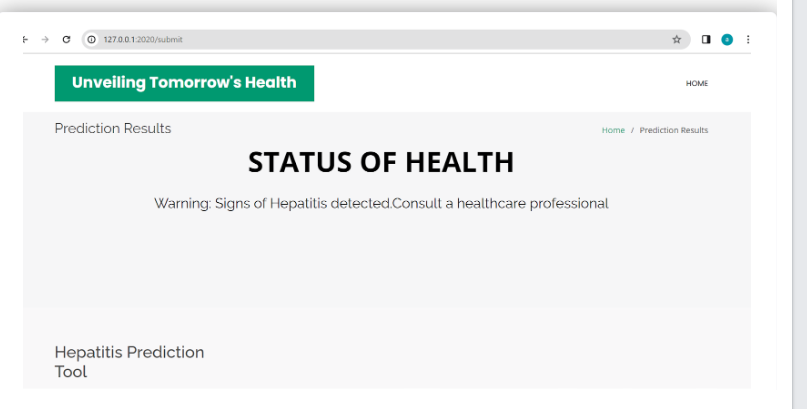 127.0.0.1:2020/submit
a
Unveiling Tomorrow's Health
HOME
Prediction Results
Home / Prediction Results
STATUS OF HEALTH
Warning: Signs of Hepatitis detected.Consult a healthcare professional
Hepatitis Prediction
Tool